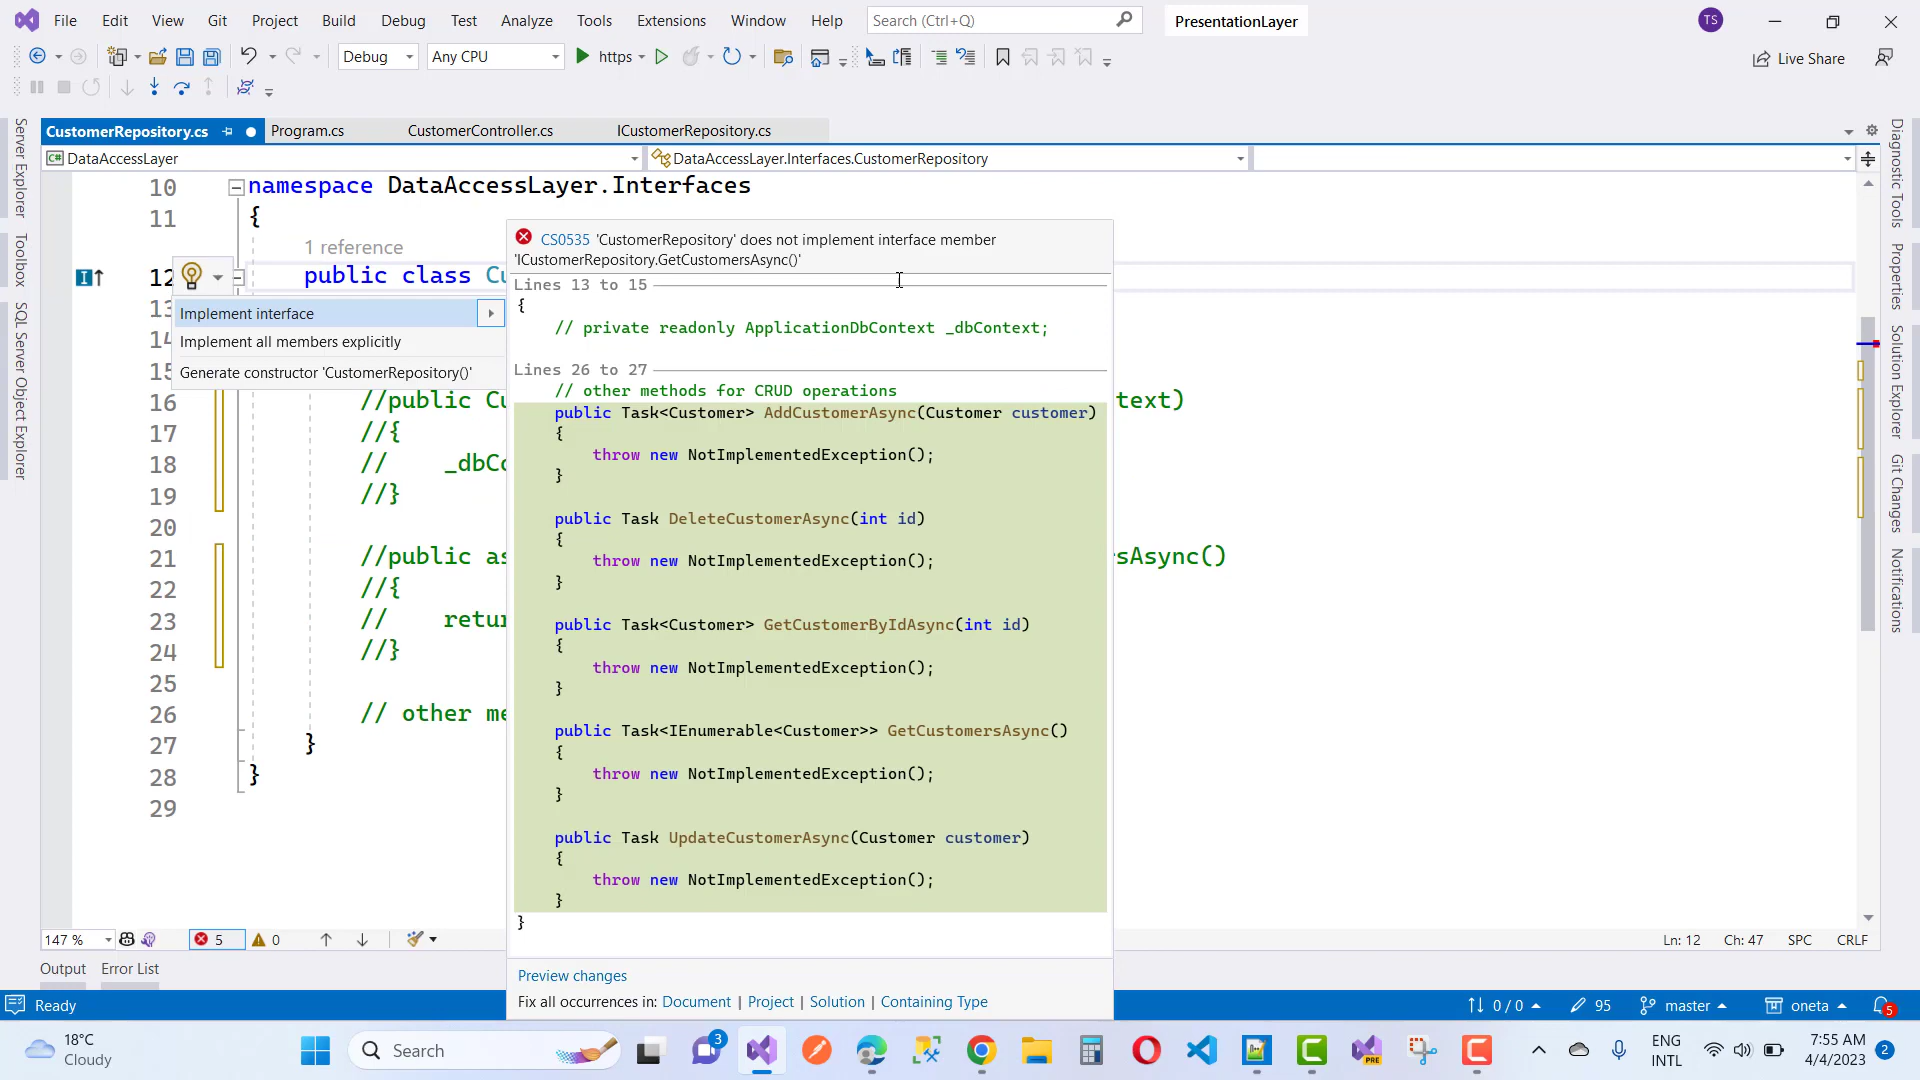 File Edit View Git Project Build Debug Test Analyze Tools Extensions Window Help Search (Ctrl+Q) PresentationLayer TS
Debug Any CPU https Live Share
CustomerRepository.cs Program.cs CustomerController.cs ICustomerRepository.cs
DataAccessLayer DataAccessLayer.Interfaces.CustomerRepository
Server Explorer
Toolbox
SQL Server Object Explorer
10 namespace DataAccessLayer.Interfaces
11 {
1 reference
12 public class Cu
13
14
15
16 //public Cu text)
17 //{
18 // _dbCo
19 //}
20
21 //public as sAsync()
22 //{
23 // retur
24 //}
25
26 // other me
27 }
28 }
29
Implement interface
Implement all members explicitly
Generate constructor 'CustomerRepository()'
CS0535 'CustomerRepository' does not implement interface member
'ICustomerRepository.GetCustomersAsync()'
Lines 13 to 15
{
// private readonly ApplicationDbContext _dbContext;
Lines 26 to 27
// other methods for CRUD operations
public Task<Customer> AddCustomerAsync(Customer customer)
{
throw new NotImplementedException();
}
public Task DeleteCustomerAsync(int id)
{
throw new NotImplementedException();
}
public Task<Customer> GetCustomerByIdAsync(int id)
{
throw new NotImplementedException();
}
public Task<IEnumerable<Customer>> GetCustomersAsync()
{
throw new NotImplementedException();
}
public Task UpdateCustomerAsync(Customer customer)
{
throw new NotImplementedException();
}
}
Preview changes
Fix all occurrences in: Document | Project | Solution | Containing Type
Diagnostic Tools
Properties
Solution Explorer
Git Changes
Notifications
147 % 5 0 Ln: 12 Ch: 47 SPC CRLF
Output Error List
Ready 0 / 0 95 master oneta 5
18°C
Cloudy
Search
3
PRE
ENG
INTL
7:55 AM
4/4/2023
2